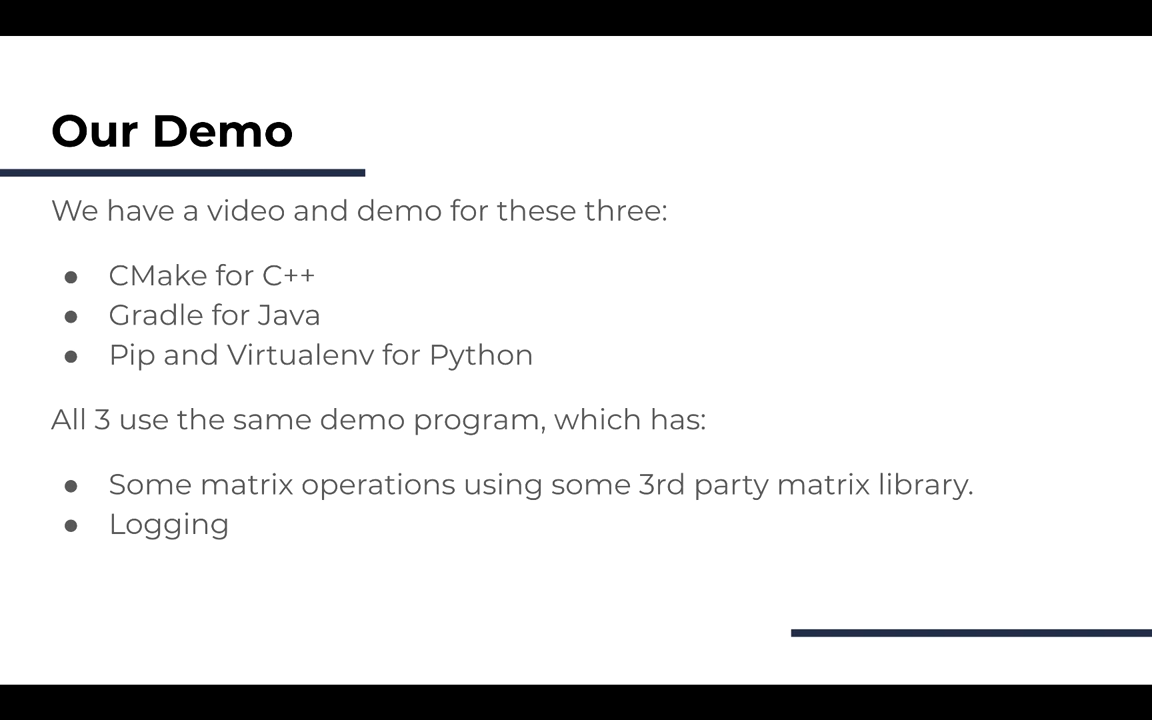 Our Demo
We have a video and demo for these three:
● CMake for C++
● Gradle for Java
● Pip and Virtualenv for Python
All 3 use the same demo program, which has:
● Some matrix operations using some 3rd party matrix library.
● Logging